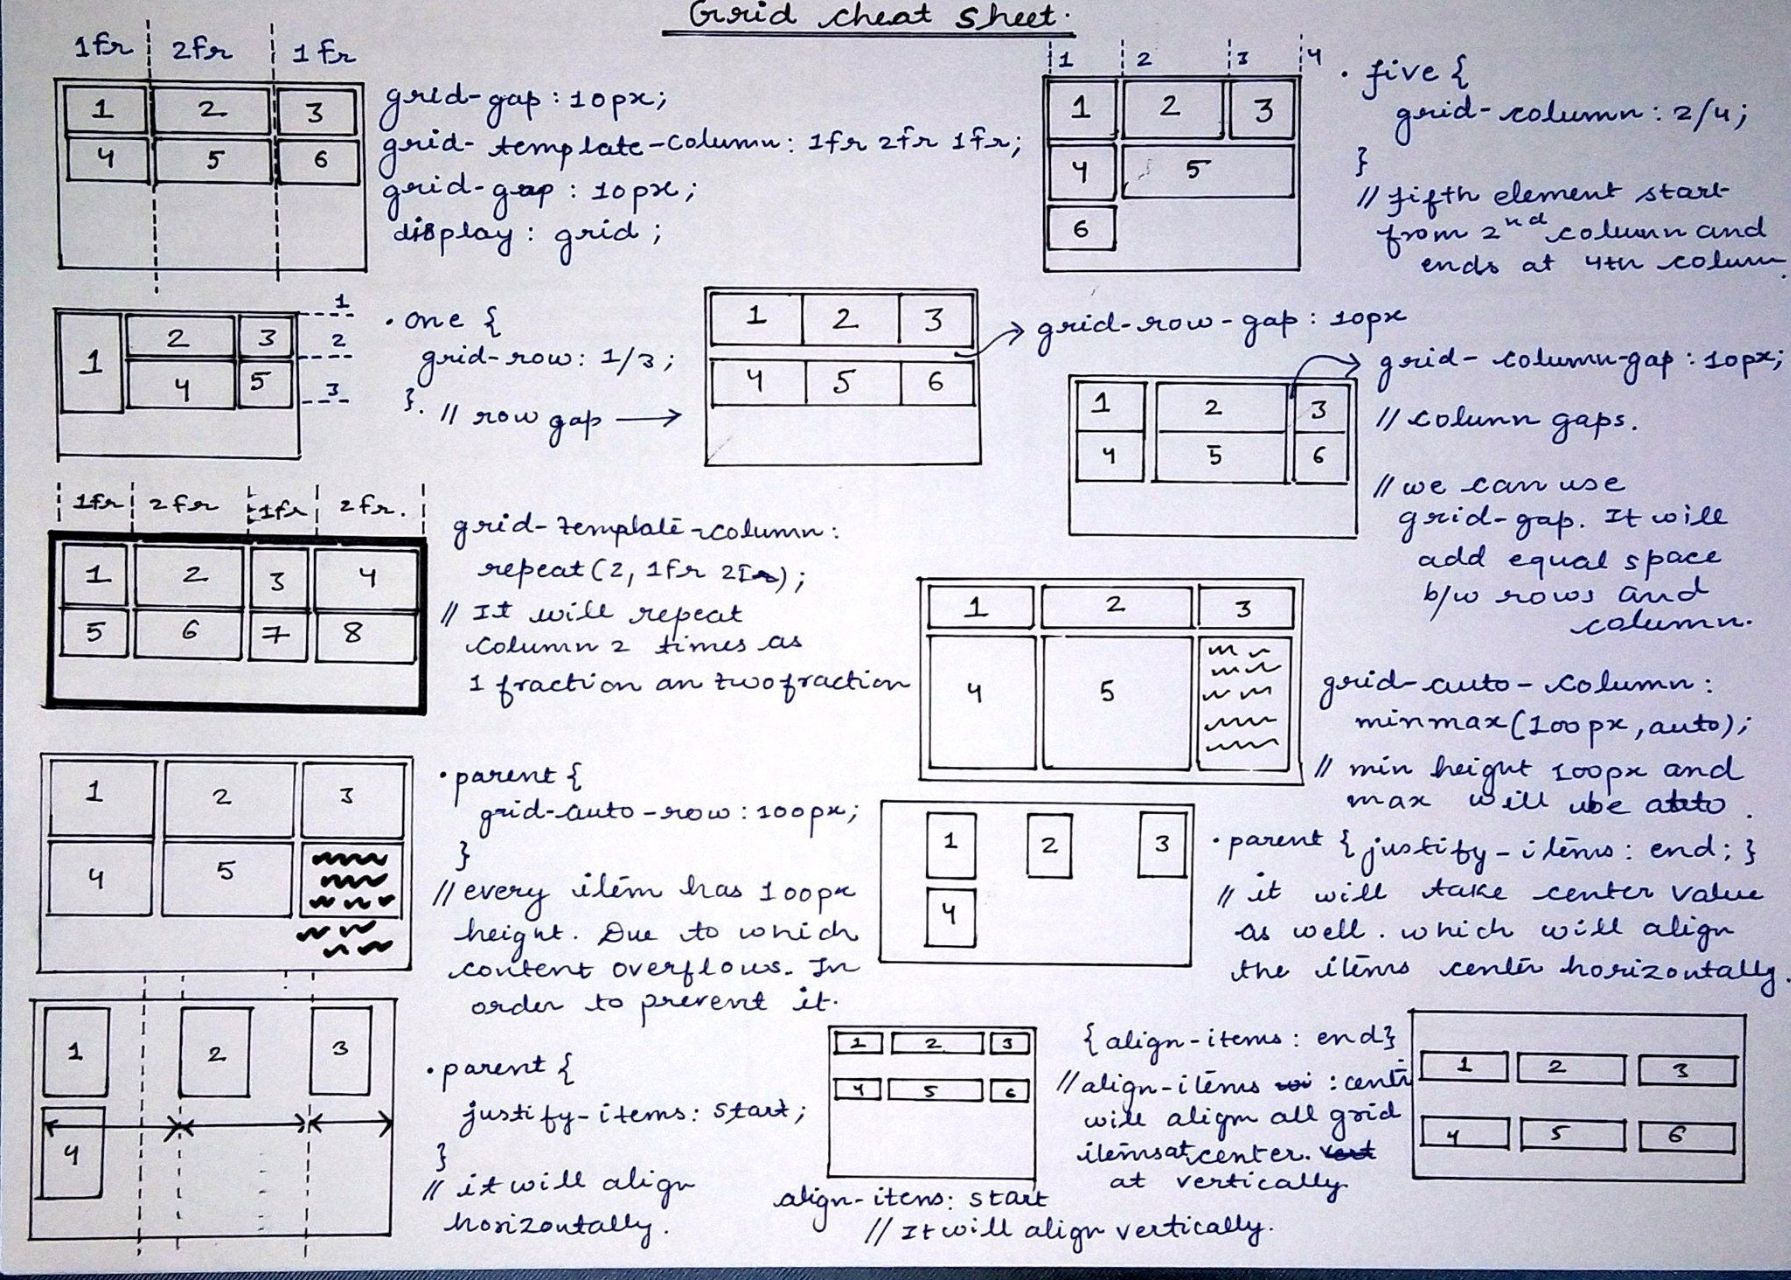 Grid cheat sheet.
1fr 2fr 1fr
1 2 3
4 5 6
grid-gap : 10px;
grid-template-column: 1fr 2fr 1fr;
grid-gap : 10px;
display: grid ;
1 2 3 4
1 2 3
4 5
6
. five {
grid-column: 2/4;
}
// fifth element start
from 2nd column and
ends at 4th column
1 2 3
4 5
1
2
3
. one {
grid-row: 1/3;
}.
// row gap →
1 2 3
4 5 6
grid-row-gap : 10px
grid-column-gap : 10px;
1 2 3
4 5 6
// column gaps.
// we can use
grid-gap. It will
add equal space
b/w rows and
column.
1fr 2fr 1fr 2fr.
1 2 3 4
5 6 7 8
grid-template-column:
repeat(2, 1fr 2fr);
// It will repeat
column 2 times as
1 fraction an two fraction
1 2 3
4 5
grid-auto-column:
minmax(100px, auto);
// min height 100px and
max will be auto.
1 2 3
4 5
. parent {
grid-auto-row: 100px;
}
// every item has 100px
height. Due to which
content overflows. In
order to prevent it.
1 2 3
4
. parent { justify-items: end; }
// it will take center value
as well. which will align
the items center horizontally.
1 2 3
4
. parent {
justify-items: start;
}
// it will align
horizontally.
1 2 3
4 5 6
align-items: start
// It will align vertically.
{ align-items: end}
// align-items : cent
will align all grid
items at center.
at vertically
1 2 3
4 5 6